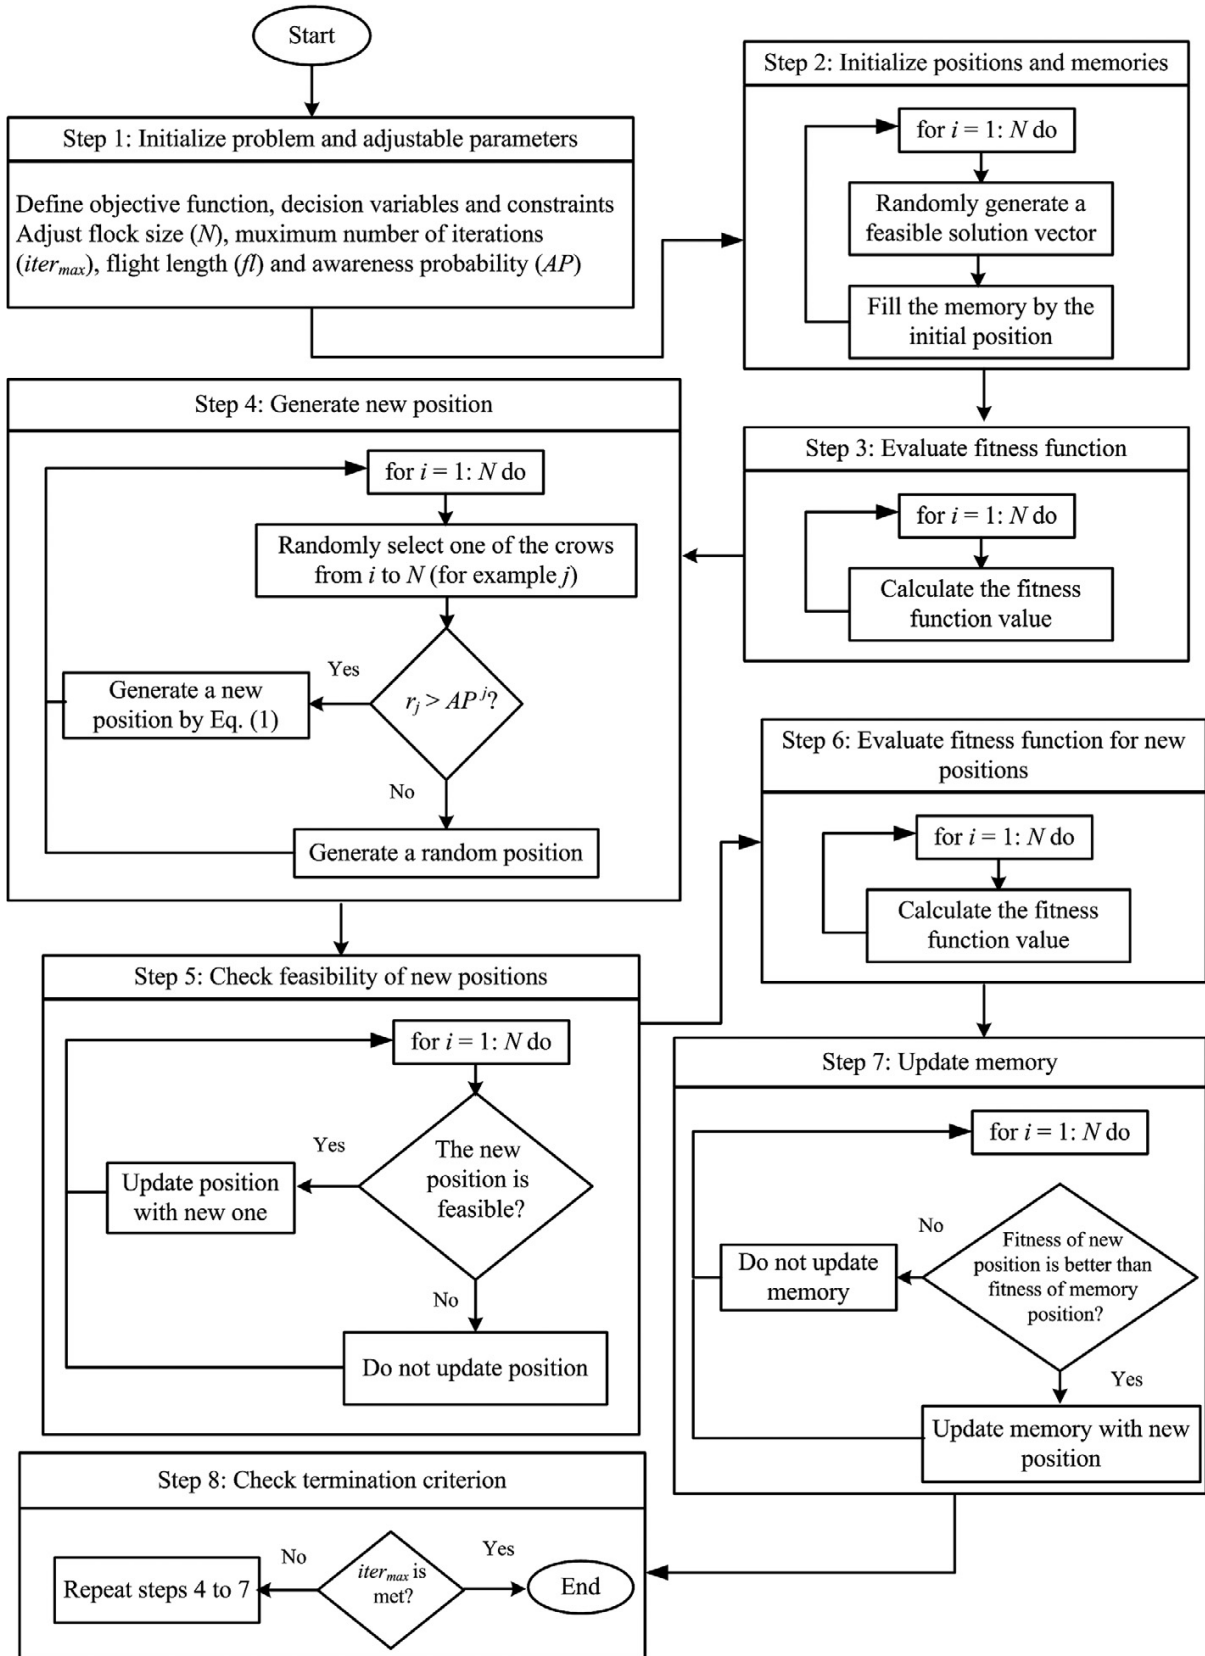 Start
Step 1: Initialize problem and adjustable parameters
Define objective function, decision variables and constraints
Adjust flock size (N), muximum number of iterations
(iter_max), flight length (fl) and awareness probability (AP)
Step 2: Initialize positions and memories
for i = 1: N do
Randomly generate a
feasible solution vector
Fill the memory by the
initial position
Step 3: Evaluate fitness function
for i = 1: N do
Calculate the fitness
function value
Step 4: Generate new position
for i = 1: N do
Randomly select one of the crows
from i to N (for example j)
r_j > AP^j?
Yes
Generate a new
position by Eq. (1)
No
Generate a random position
Step 5: Check feasibility of new positions
for i = 1: N do
The new
position is
feasible?
Yes
Update position
with new one
No
Do not update position
Step 6: Evaluate fitness function for new
positions
for i = 1: N do
Calculate the fitness
function value
Step 7: Update memory
for i = 1: N do
Fitness of new
position is better than
fitness of memory
position?
No
Do not update
memory
Yes
Update memory with new
position
Step 8: Check termination criterion
iter_max is
met?
No
Repeat steps 4 to 7
Yes
End